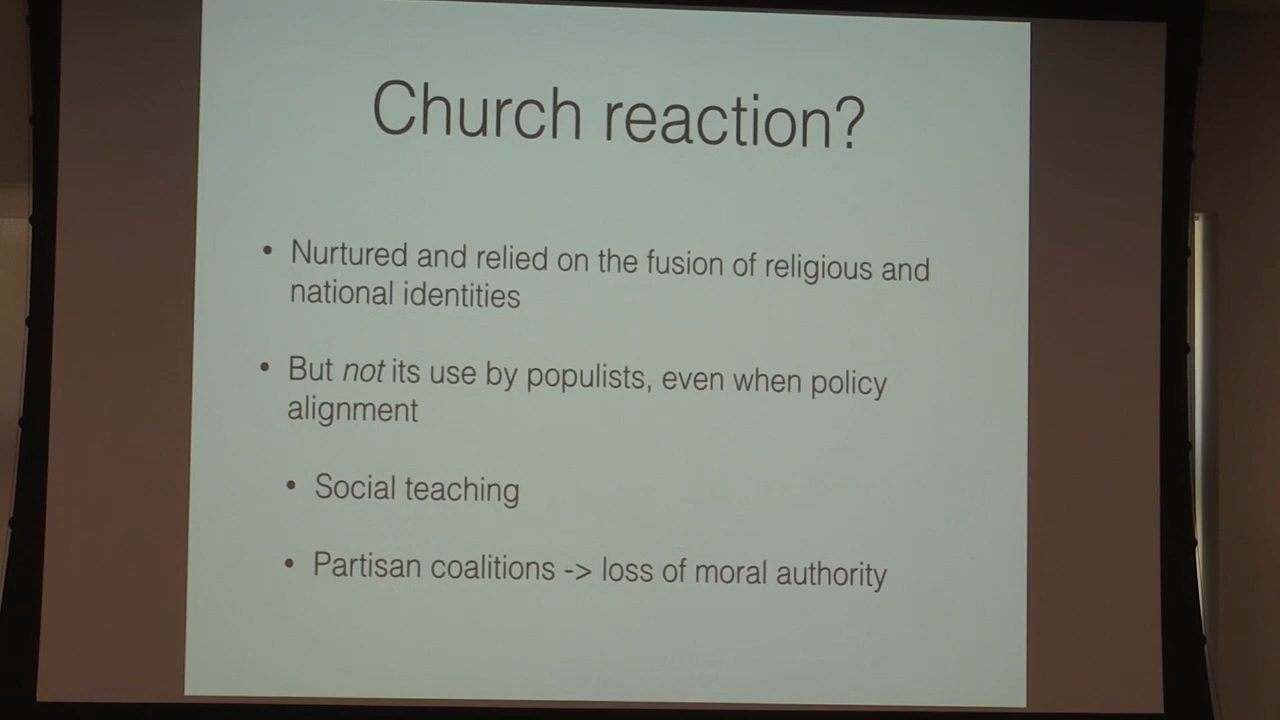 Church reaction?
• Nurtured and relied on the fusion of religious and
national identities
• But not its use by populists, even when policy
alignment
• Social teaching
• Partisan coalitions -> loss of moral authority